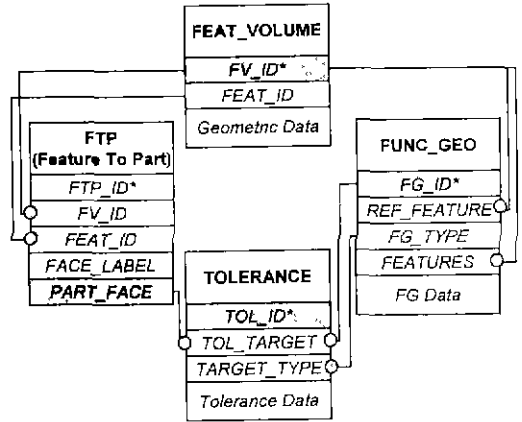 FEAT_VOLUME
FV_ID*
FEAT_ID
Geometric Data
FTP
(Feature To Part)
FTP_ID*
FV_ID
FEAT_ID
FACE_LABEL
PART_FACE
FUNC_GEO
FG_ID*
REF_FEATURE
FG_TYPE
FEATURES
FG Data
TOLERANCE
TOL_ID*
TOL_TARGET
TARGET_TYPE
Tolerance Data